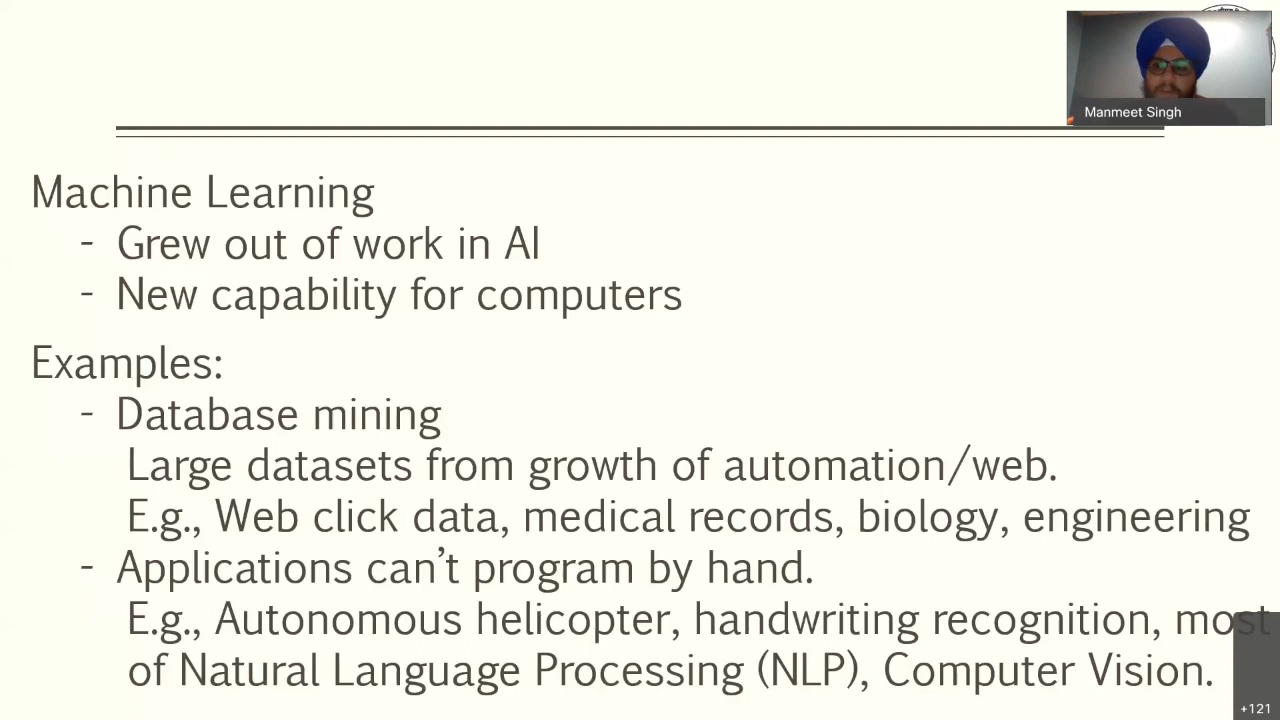 Manmeet Singh
Machine Learning
- Grew out of work in AI
- New capability for computers
Examples:
- Database mining
Large datasets from growth of automation/web.
E.g., Web click data, medical records, biology, engineering
- Applications can’t program by hand.
E.g., Autonomous helicopter, handwriting recognition, most
of Natural Language Processing (NLP), Computer Vision.
+121